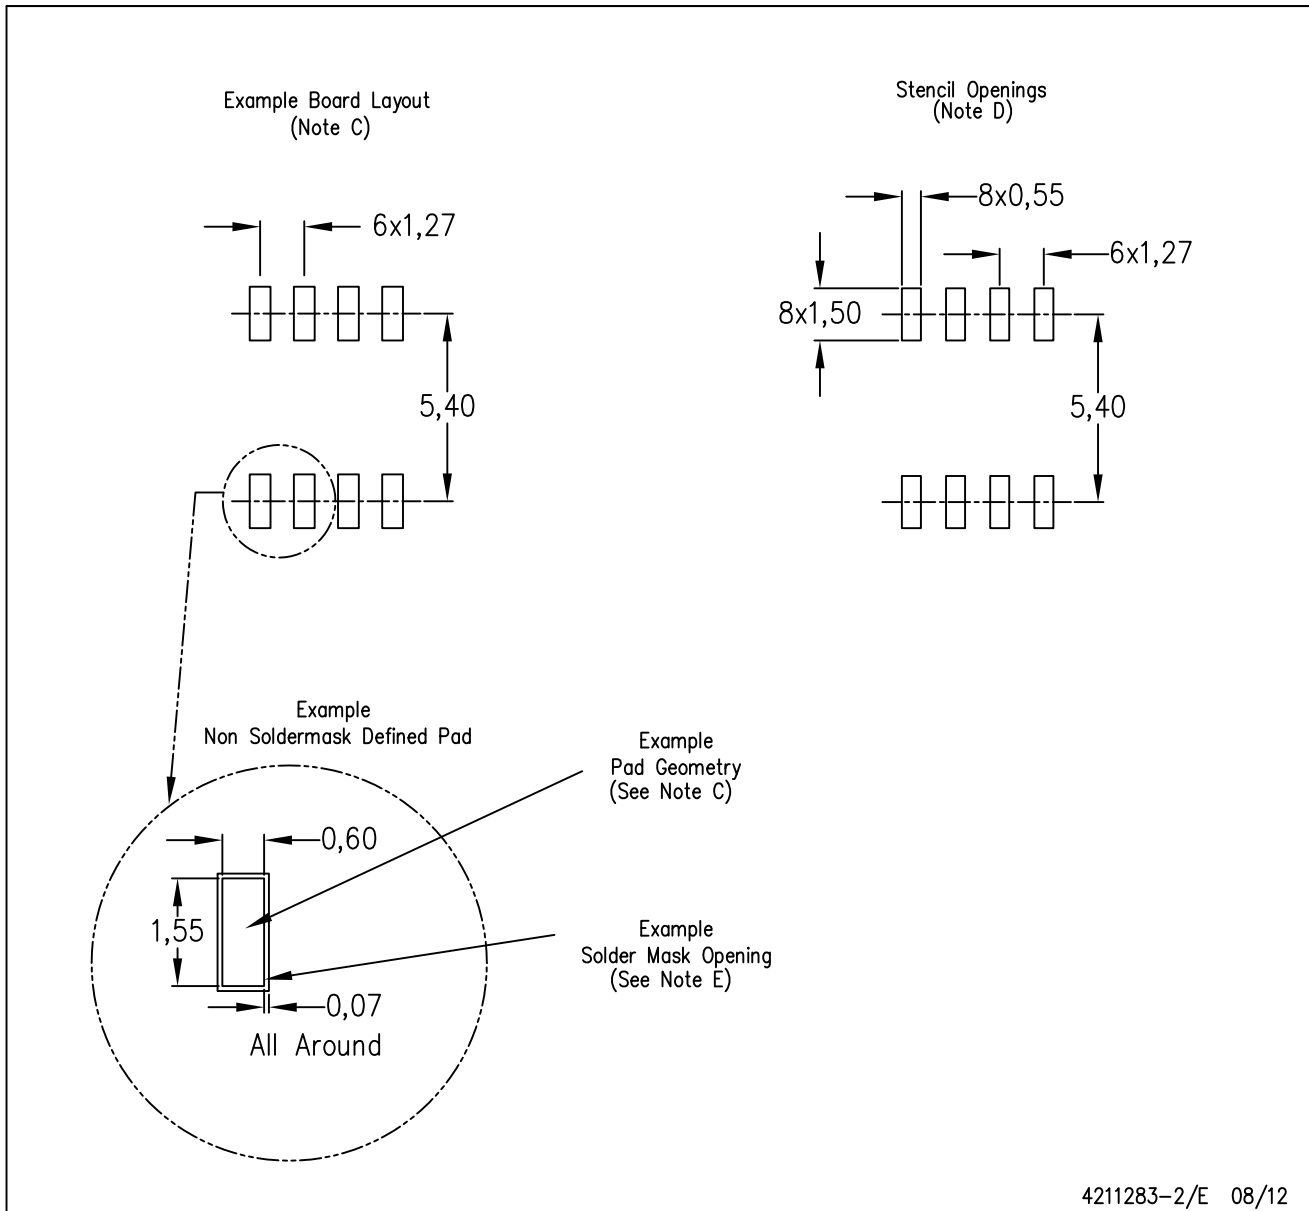 Example Board Layout
(Note C)
6x1,27
5,40
Stencil Openings
(Note D)
8x0,55
6x1,27
8x1,50
5,40
Example
Non Soldermask Defined Pad
0,60
1,55
0,07
All Around
Example
Pad Geometry
(See Note C)
Example
Solder Mask Opening
(See Note E)
4211283-2/E 08/12